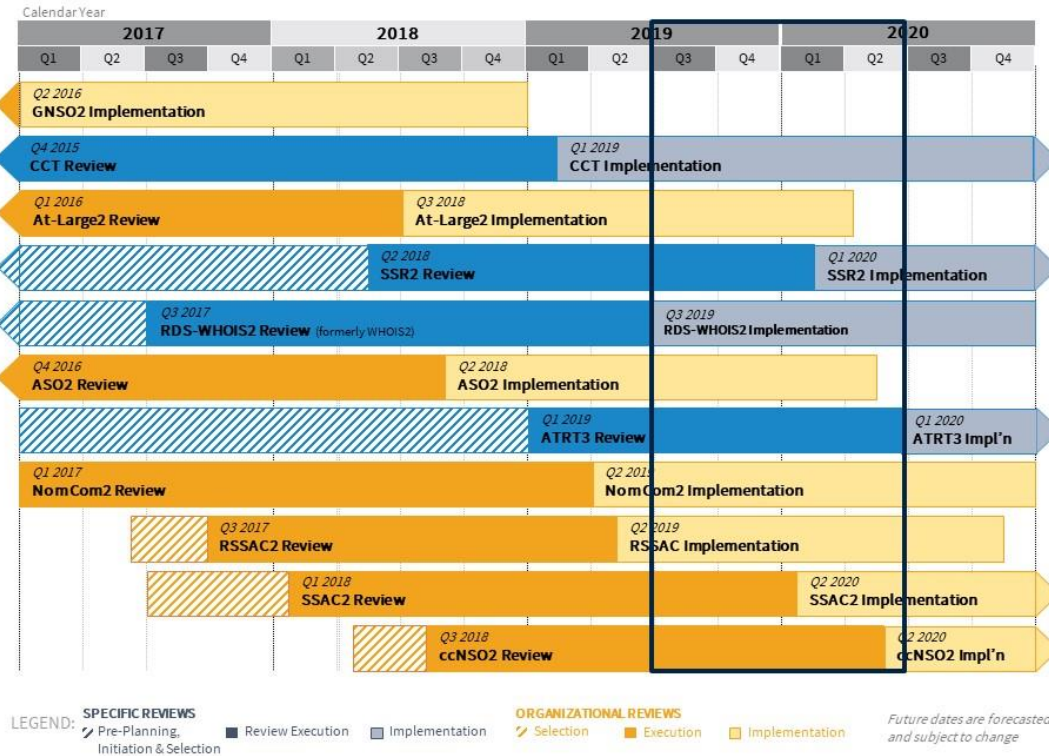 Calendar Year
2017 2018 2019 2020
Q1 Q2 Q3 Q4 Q1 Q2 Q3 Q4 Q1 Q2 Q3 Q4 Q1 Q2 Q3 Q4
Q2 2016
GNSO2 Implementation
Q4 2015 Q1 2019
CCT Review CCT Implementation
Q1 2016 Q3 2018
At-Large2 Review At-Large2 Implementation
Q2 2018 Q1 2020
SSR2 Review SSR2 Implementation
Q3 2017 Q3 2019
RDS-WHOIS2 Review (formerly WHOIS2) RDS-WHOIS2 Implementation
Q4 2016 Q2 2018
ASO2 Review ASO2 Implementation
Q1 2019 Q1 2020
ATRT3 Review ATRT3 Impl'n
Q1 2017 Q2 2019
NomCom2 Review NomCom2 Implementation
Q3 2017 Q2 2019
RSSAC2 Review RSSAC Implementation
Q1 2018 Q2 2020
SSAC2 Review SSAC2 Implementation
Q3 2018 Q2 2020
ccNSO2 Review ccNSO2 Impl'n
LEGEND:
SPECIFIC REVIEWS
Pre-Planning, Initiation & Selection
Review Execution
Implementation
ORGANIZATIONAL REVIEWS
Selection
Execution
Implementation
Future dates are forecasted
and subject to change